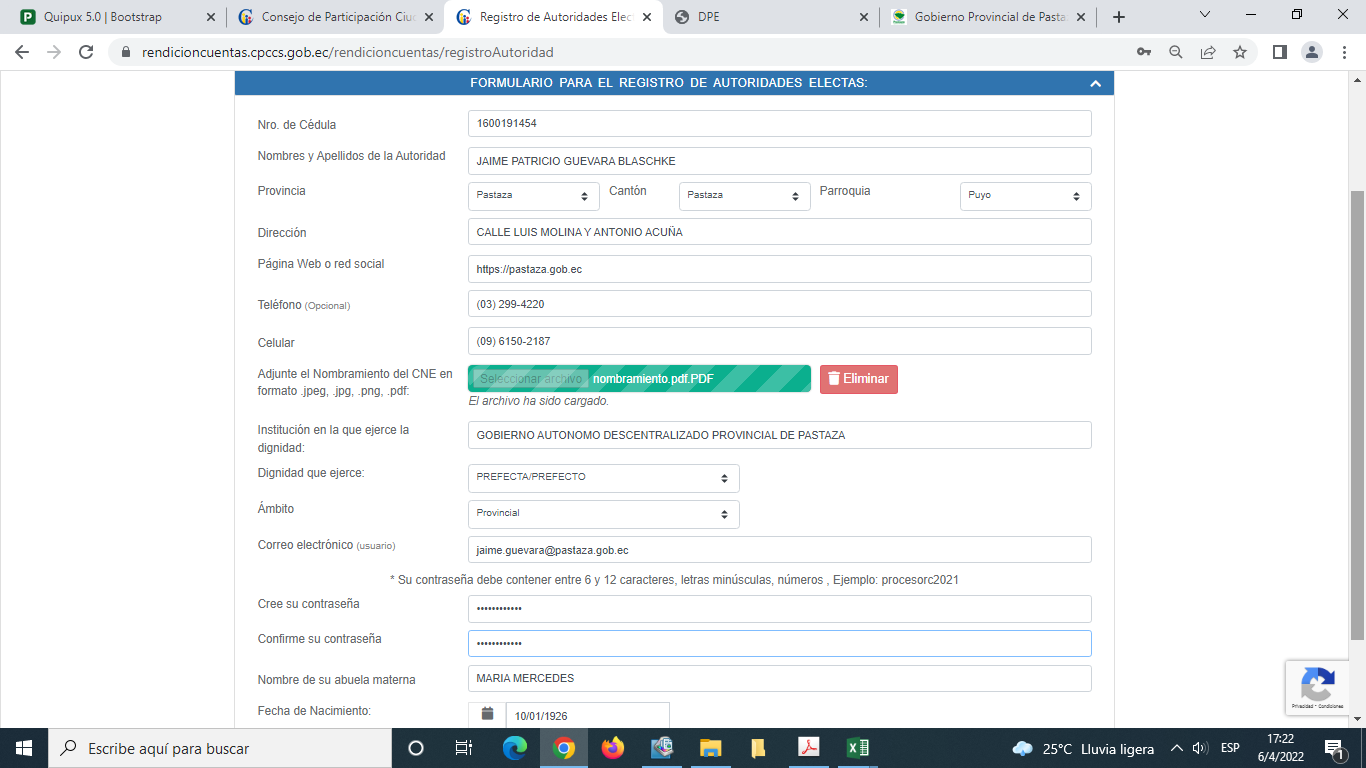 Quipux 5.0 | Bootstrap
Consejo de Participación Ciu
Registro de Autoridades Elec
DPE
Gobierno Provincial de Pasta
rendicioncuentas.cpccs.gob.ec/rendicioncuentas/registroAutoridad
FORMULARIO PARA EL REGISTRO DE AUTORIDADES ELECTAS:
Nro. de Cédula 1600191454
Nombres y Apellidos de la Autoridad JAIME PATRICIO GUEVARA BLASCHKE
Provincia Pastaza Cantón Pastaza Parroquia Puyo
Dirección CALLE LUIS MOLINA Y ANTONIO ACUÑA
Página Web o red social https://pastaza.gob.ec
Teléfono (Opcional) (03) 299-4220
Celular (09) 6150-2187
Adjunte el Nombramiento del CNE en
formato .jpeg, .jpg, .png, .pdf:
Seleccionar archivo nombramiento.pdf.PDF Eliminar
El archivo ha sido cargado.
Institución en la que ejerce la
dignidad:
GOBIERNO AUTONOMO DESCENTRALIZADO PROVINCIAL DE PASTAZA
Dignidad que ejerce: PREFECTA/PREFECTO
Ámbito Provincial
Correo electrónico (usuario) jaime.guevara@pastaza.gob.ec
* Su contraseña debe contener entre 6 y 12 caracteres, letras minúsculas, números , Ejemplo: procesorc2021
Cree su contraseña ••••••••••••
Confirme su contraseña ••••••••••••
Nombre de su abuela materna MARIA MERCEDES
Fecha de Nacimiento: 10/01/1926
Privacidad - Condiciones
Escribe aquí para buscar
25°C Lluvia ligera
ESP
17:22
6/4/2022
1